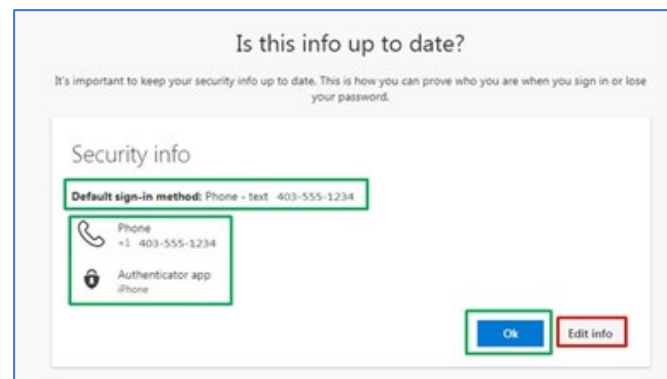 Is this info up to date?
It's important to keep your security info up to date. This is how you can prove who you are when you sign in or lose
your password.
Security info
Default sign-in method: Phone - text 403-555-1234
Phone
+1 403-555-1234
Authenticator app
iPhone
Ok Edit info